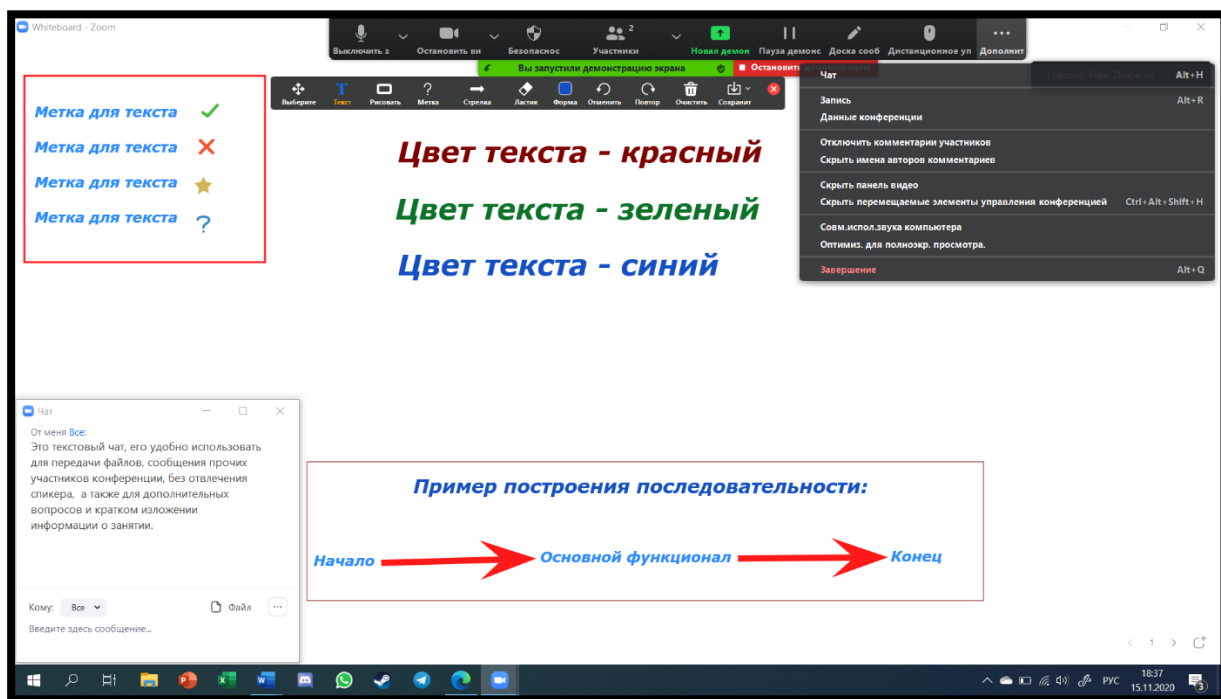 Whiteboard - Zoom
2
Выключить з
Остановить ви
Безопаснос
Участники
Новая демон
Пауза демонс
Доска сооб
Дистанционное уп
Дополнит
Вы запустили демонстрацию экрана
Остановить
Выберите
Текст
Рисовать
Метка
Стрелка
Ластик
Форма
Отменить
Повтор
Очистить
Сохранит
Чат Alt+H
Запись Alt+R
Данные конференции
Отключить комментарии участников
Скрыть имена авторов комментариев
Скрыть панель видео
Скрыть перемещаемые элементы управления конференцией Ctrl+Alt+Shift+H
Совм.испол.звука компьютера
Оптимиз. для полноэкр. просмотра.
Завершение Alt+Q
Метка для текста
Метка для текста
Метка для текста
Метка для текста ?
Цвет текста - красный
Цвет текста - зеленый
Цвет текста - синий
Чат
От меня Все:
Это текстовый чат, его удобно использовать
для передачи файлов, сообщения прочих
участников конференции, без отвлечения
спикера, а также для дополнительных
вопросов и кратком изложении
информации о занятии.
Кому: Все
Файл
Введите здесь сообщение...
Пример построения последовательности:
Начало
Основной функционал
Конец
1
РУС
18:37
15.11.2020
3